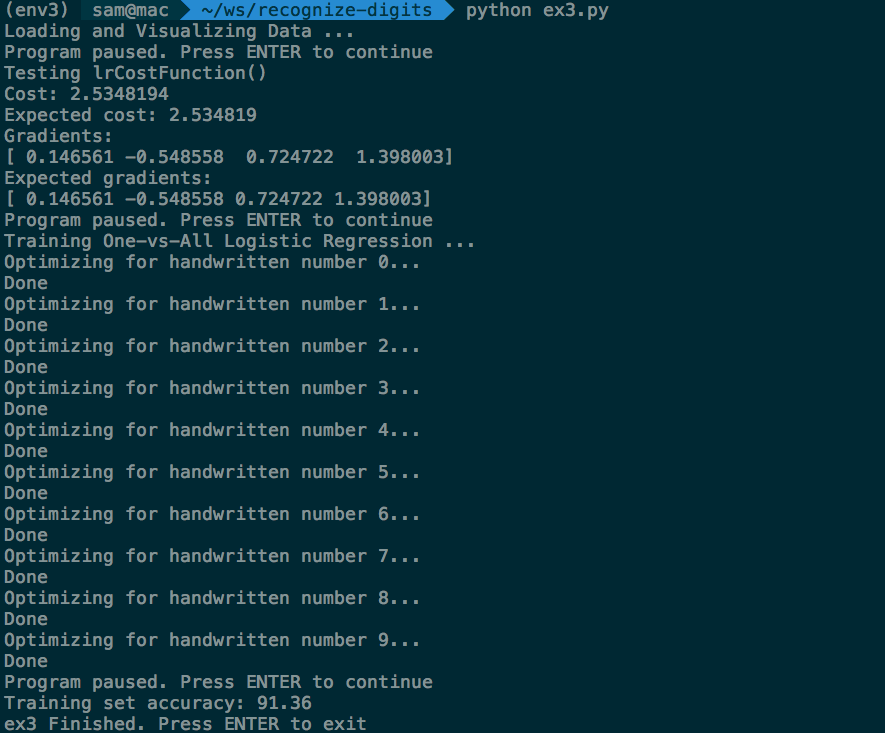 (env3) sam@mac ~/ws/recognize-digits python ex3.py
Loading and Visualizing Data ...
Program paused. Press ENTER to continue
Testing lrCostFunction()
Cost: 2.5348194
Expected cost: 2.534819
Gradients:
[ 0.146561 -0.548558  0.724722  1.398003]
Expected gradients:
[ 0.146561 -0.548558 0.724722 1.398003]
Program paused. Press ENTER to continue
Training One-vs-All Logistic Regression ...
Optimizing for handwritten number 0...
Done
Optimizing for handwritten number 1...
Done
Optimizing for handwritten number 2...
Done
Optimizing for handwritten number 3...
Done
Optimizing for handwritten number 4...
Done
Optimizing for handwritten number 5...
Done
Optimizing for handwritten number 6...
Done
Optimizing for handwritten number 7...
Done
Optimizing for handwritten number 8...
Done
Optimizing for handwritten number 9...
Done
Program paused. Press ENTER to continue
Training set accuracy: 91.36
ex3 Finished. Press ENTER to exit